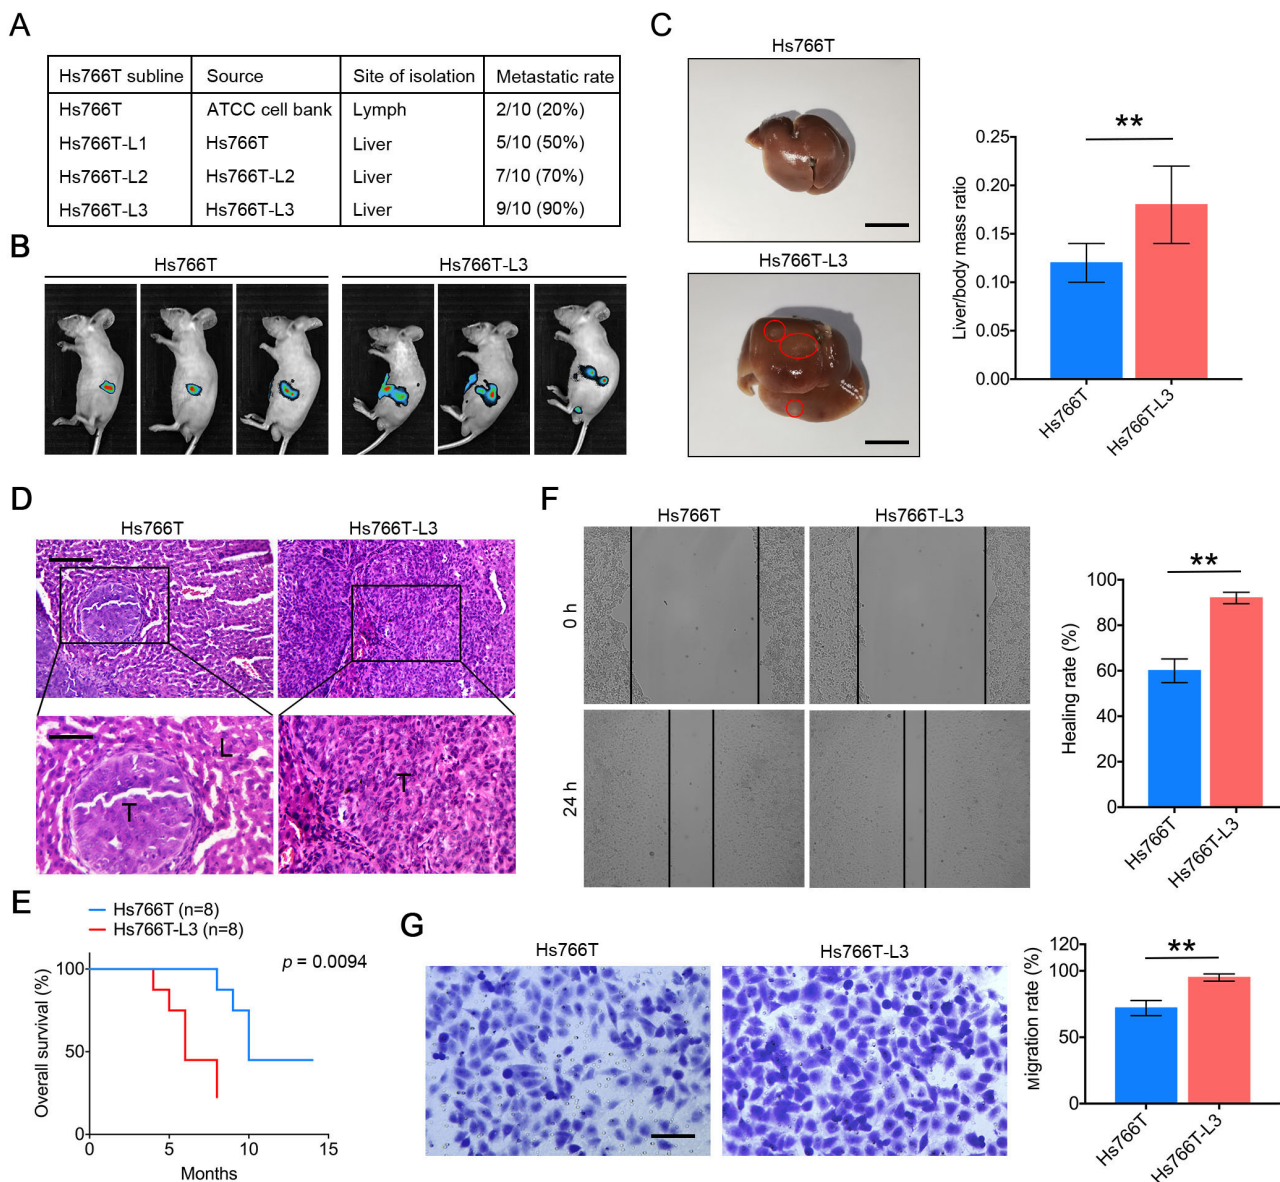 A
Hs766T subline Source Site of isolation Metastatic rate
Hs766T ATCC cell bank Lymph 2/10 (20%)
Hs766T-L1 Hs766T Liver 5/10 (50%)
Hs766T-L2 Hs766T-L2 Liver 7/10 (70%)
Hs766T-L3 Hs766T-L3 Liver 9/10 (90%)
B
Hs766T Hs766T-L3
C
Hs766T
Hs766T-L3
**
Liver/body mass ratio
0.25
0.20
0.15
0.10
0.05
0.00
Hs766T
Hs766T-L3
D
Hs766T Hs766T-L3
L
T
T
E
Hs766T (n=8)
Hs766T-L3 (n=8)
p = 0.0094
Overall survival (%)
100
50
0
0 5 10 15
Months
F
Hs766T Hs766T-L3
0 h
24 h
**
Healing rate (%)
100
80
60
40
20
0
Hs766T
Hs766T-L3
G
Hs766T Hs766T-L3
**
Migration rate (%)
120
100
50
0
Hs766T
Hs766T-L3